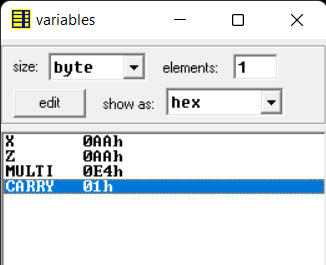 variables
size: byte elements: 1
edit show as: hex
X 0AAh
Z 0AAh
MULTI 0E4h
CARRY 01h